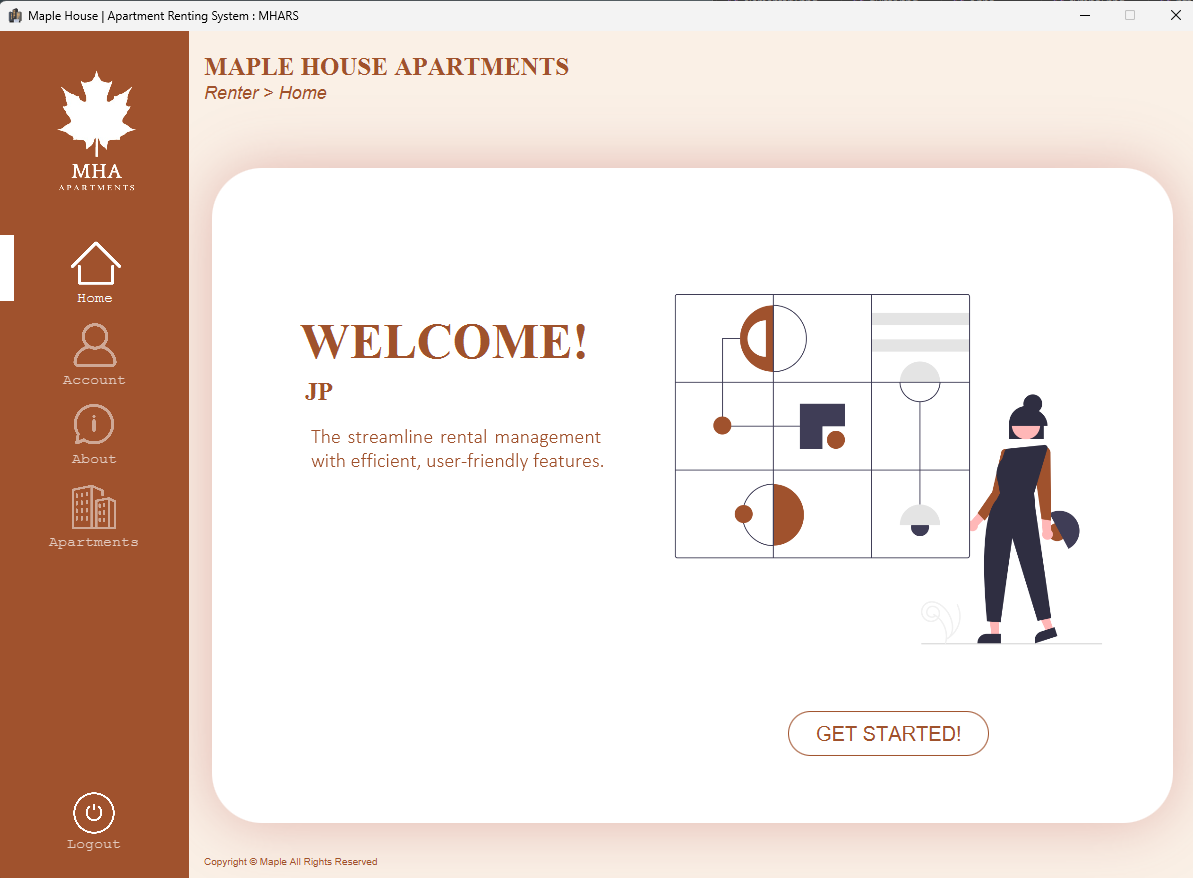 Maple House | Apartment Renting System : MHARS
MAPLE HOUSE APARTMENTS
Renter > Home
MHA
APARTMENTS
Home
Account
About
Apartments
Logout
WELCOME!
JP
The streamline rental management
with efficient, user-friendly features.
GET STARTED!
Copyright © Maple All Rights Reserved